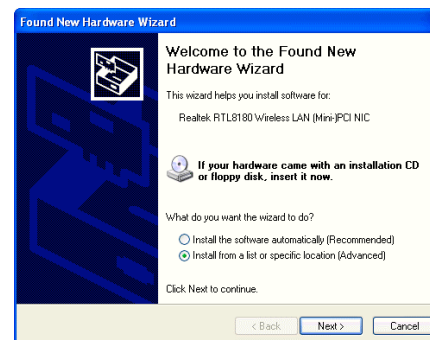 Found New Hardware Wizard
Welcome to the Found New
Hardware Wizard
This wizard helps you install software for:
Realtek RTL8180 Wireless LAN (Mini-)PCI NIC
If your hardware came with an installation CD
or floppy disk, insert it now.
What do you want the wizard to do?
Install the software automatically (Recommended)
Install from a list or specific location (Advanced)
Click Next to continue.
< Back
Next >
Cancel